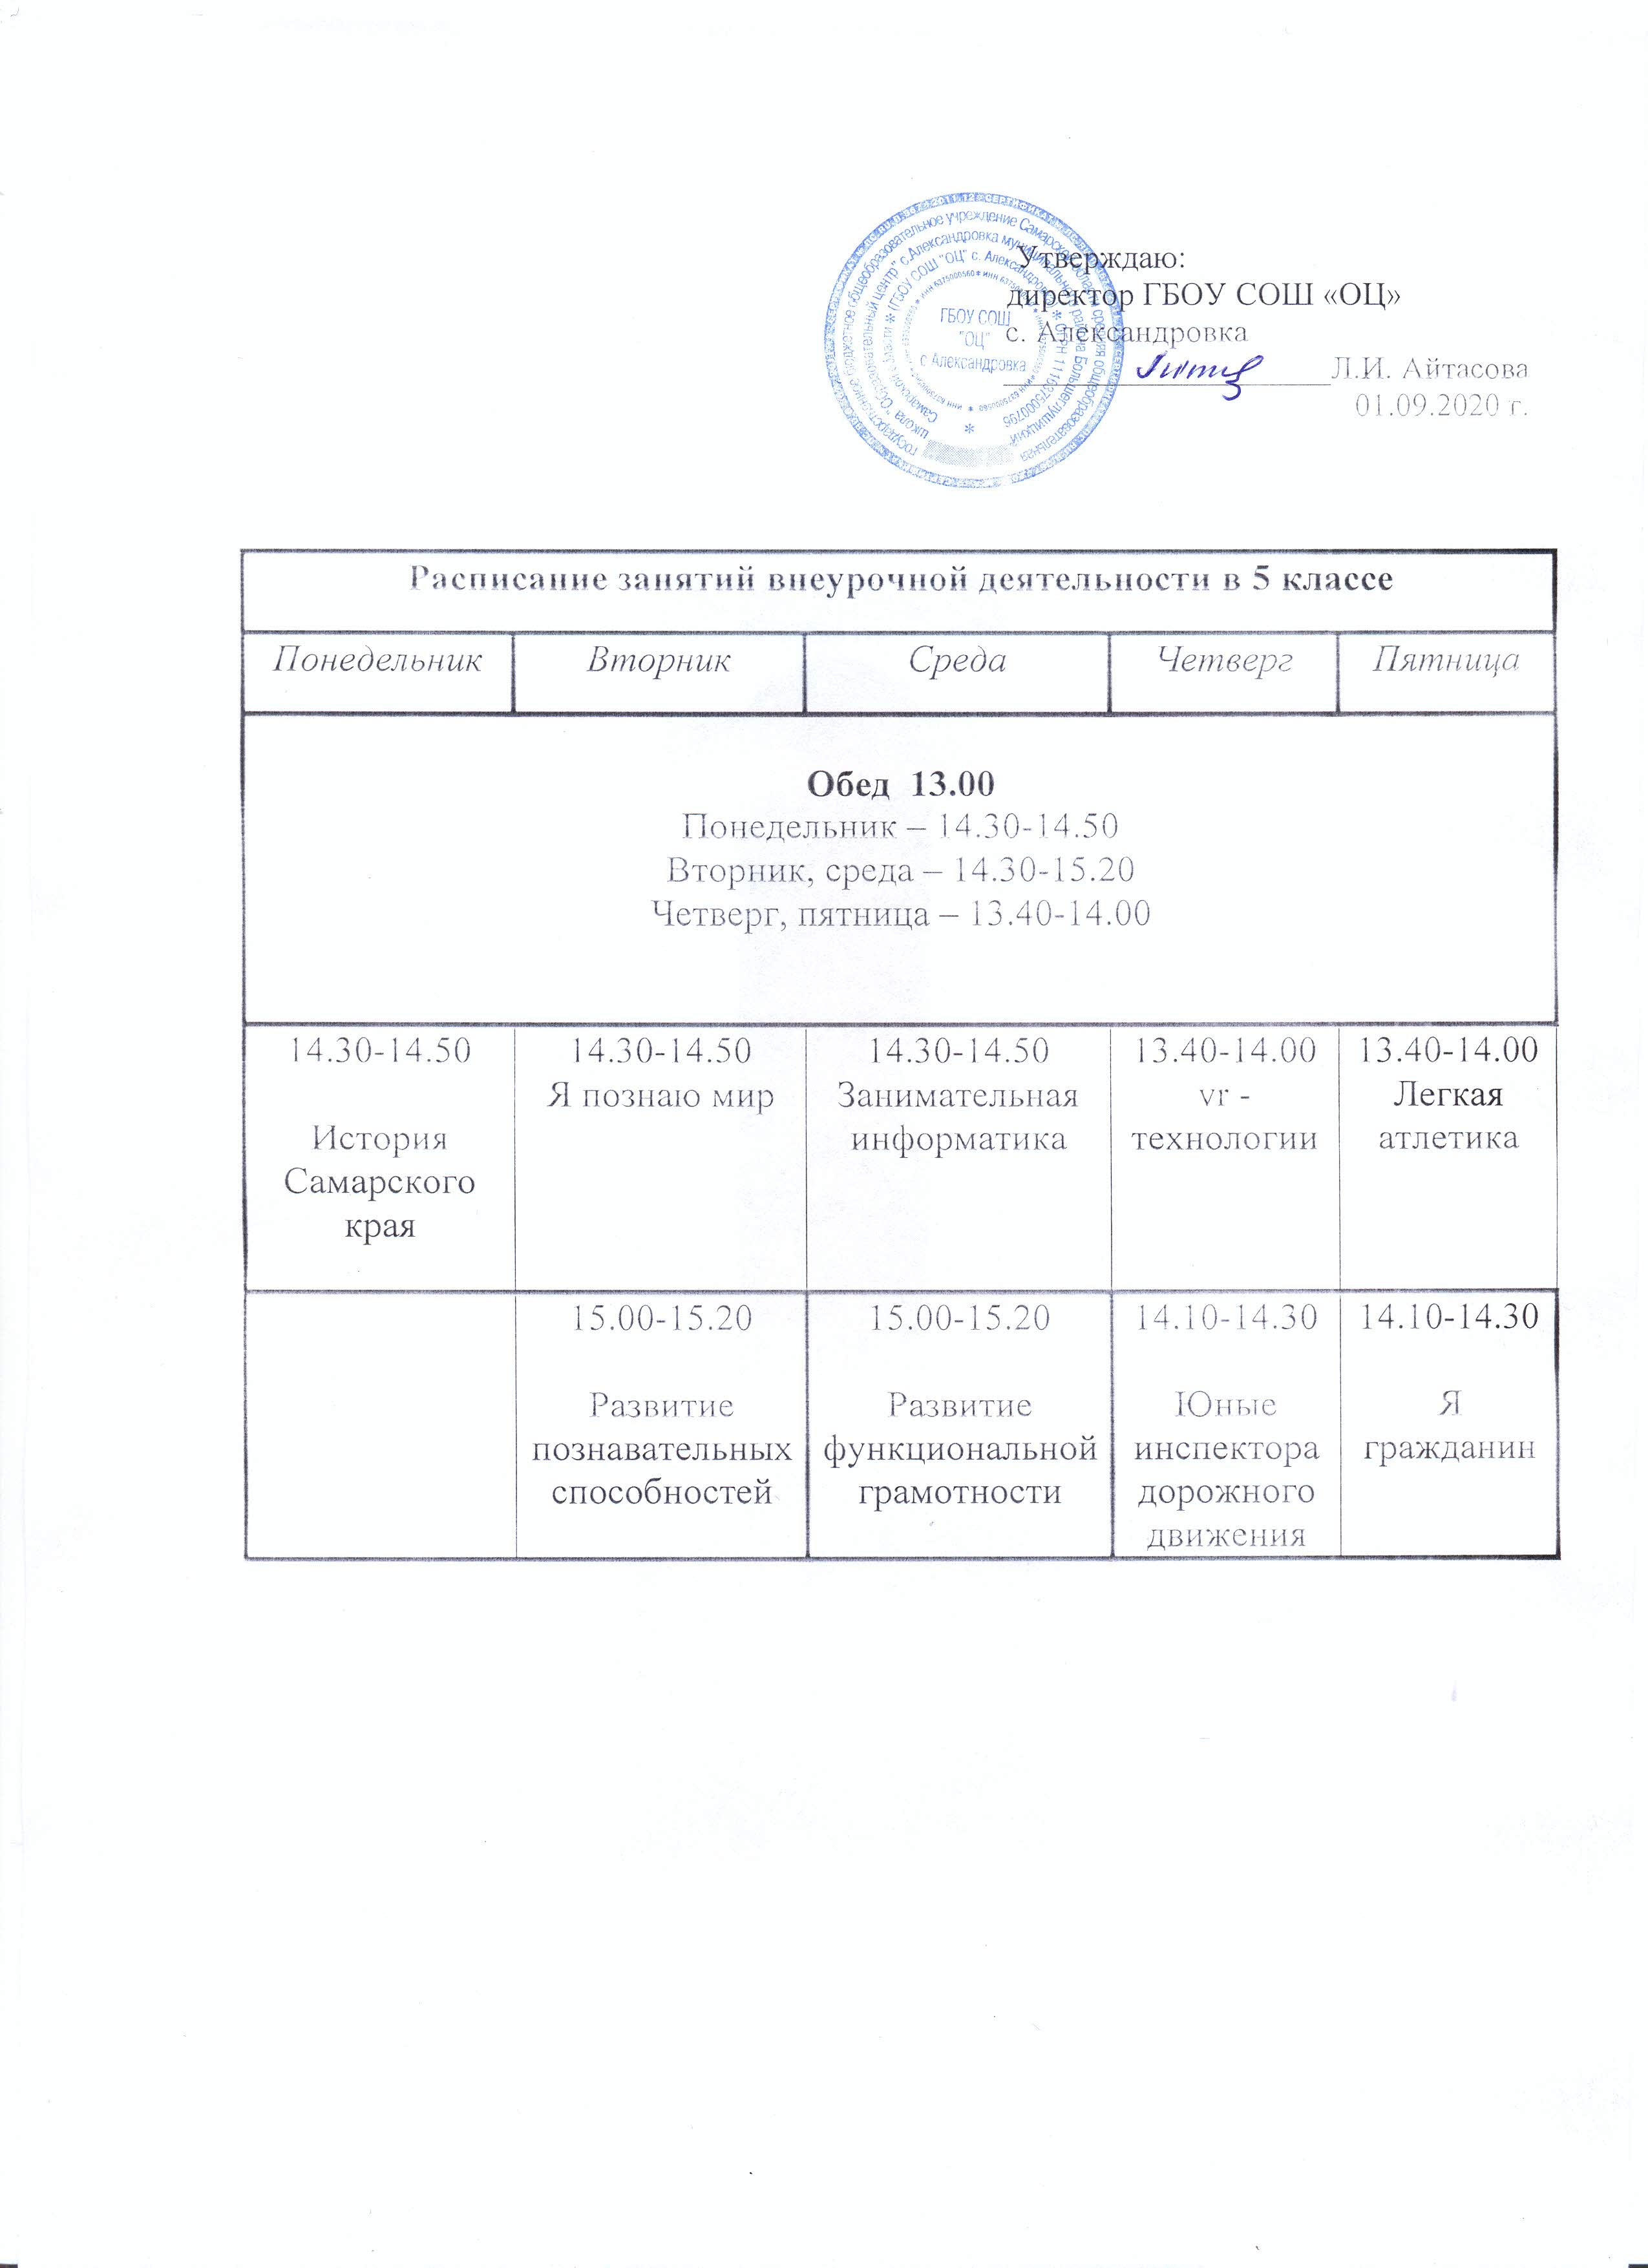 Утверждаю:
директор ГБОУ СОШ «ОЦ»
с. Александровка
Л.И. Айтасова
01.09.2020 г.
ГБОУ СОШ
"ОЦ"
с Александровка
Расписание занятий внеурочной деятельности в 5 классе
Понедельник Вторник Среда Четверг Пятница
Обед 13.00
Понедельник – 14.30-14.50
Вторник, среда – 14.30-15.20
Четверг, пятница – 13.40-14.00
14.30-14.50
История
Самарского
края
14.30-14.50
Я познаю мир
14.30-14.50
Занимательная
информатика
13.40-14.00
vr -
технологии
13.40-14.00
Легкая
атлетика
15.00-15.20
Развитие
познавательных
способностей
15.00-15.20
Развитие
функциональной
грамотности
14.10-14.30
Юные
инспектора
дорожного
движения
14.10-14.30
Я
гражданин